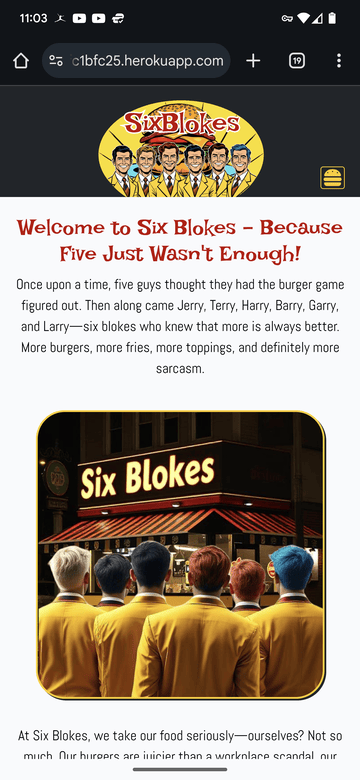 11:03
c1bfc25.herokuapp.com
19
SixBlokes
Welcome to Six Blokes – Because
Five Just Wasn't Enough!
Once upon a time, five guys thought they had the burger game
figured out. Then along came Jerry, Terry, Harry, Barry, Garry,
and Larry—six blokes who knew that more is always better.
More burgers, more fries, more toppings, and definitely more
sarcasm.
Six Blokes
At Six Blokes, we take our food seriously—ourselves? Not so
much. Our burgers are juicier than a workplace scandal, our